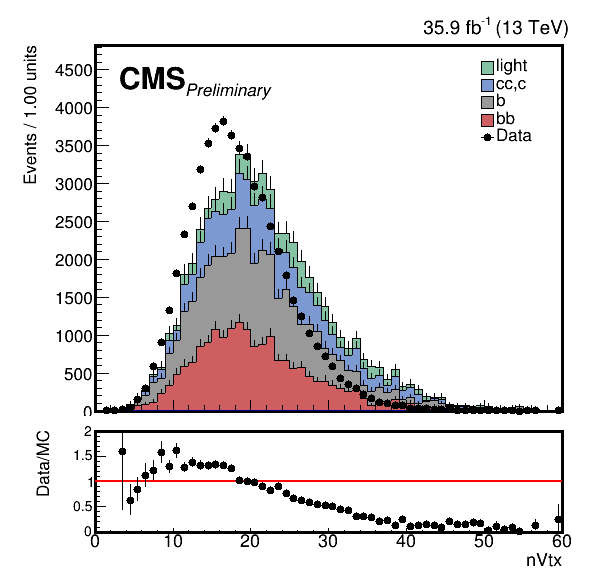 35.9 fb⁻¹ (13 TeV)
CMS Preliminary
light
cc,c
b
bb
Data
Events / 1.00 units
4500
4000
3500
3000
2500
2000
1500
1000
500
0
Data/MC
2
1.5
1
0.5
0
0 10 20 30 40 50 60
nVtx